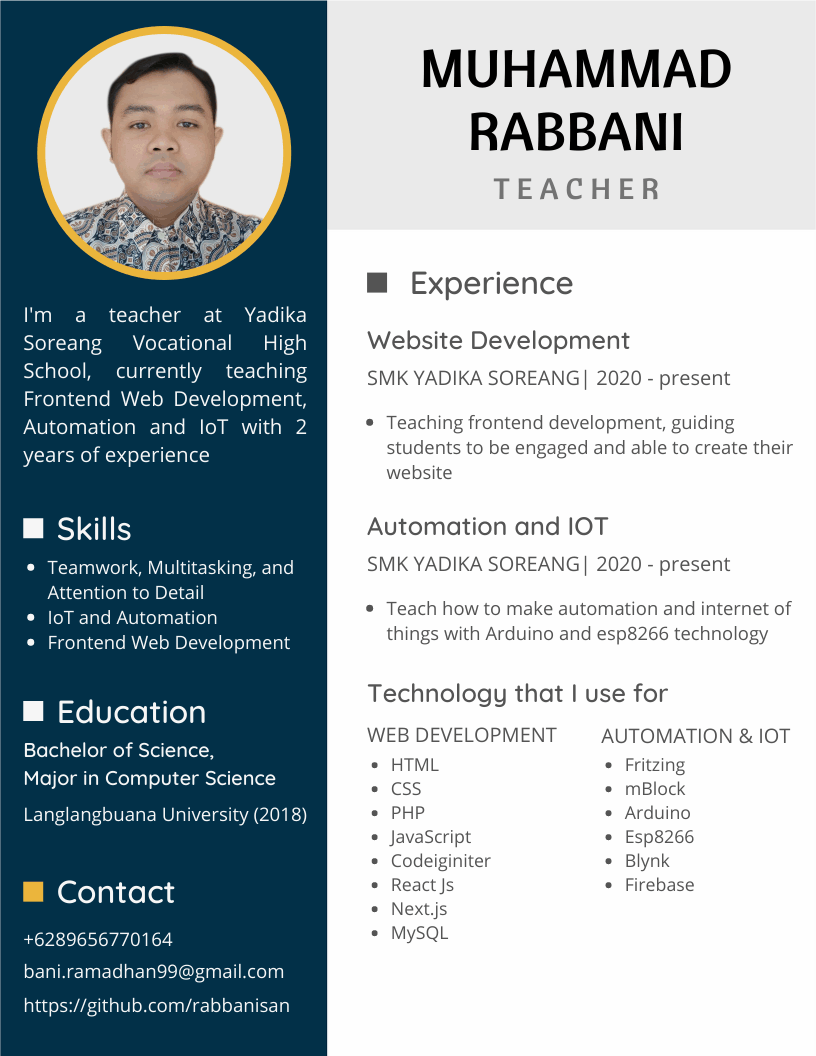 MUHAMMAD
RABBANI
TEACHER
I'm a teacher at Yadika
Soreang Vocational High
School, currently teaching
Frontend Web Development,
Automation and IoT with 2
years of experience
Skills
Teamwork, Multitasking, and
Attention to Detail
IoT and Automation
Frontend Web Development
Education
Bachelor of Science,
Major in Computer Science
Langlangbuana University (2018)
Contact
+6289656770164
bani.ramadhan99@gmail.com
https://github.com/rabbanisan
Experience
Website Development
SMK YADIKA SOREANG| 2020 - present
Teaching frontend development, guiding
students to be engaged and able to create their
website
Automation and IOT
SMK YADIKA SOREANG| 2020 - present
Teach how to make automation and internet of
things with Arduino and esp8266 technology
Technology that I use for
WEB DEVELOPMENT
HTML
CSS
PHP
JavaScript
Codeiginiter
React Js
Next.js
MySQL
AUTOMATION & IOT
Fritzing
mBlock
Arduino
Esp8266
Blynk
Firebase